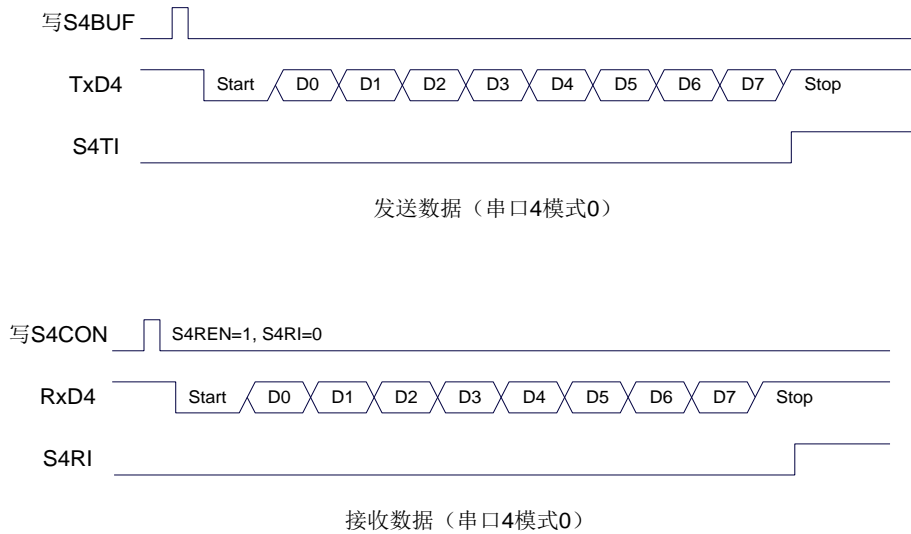 写S4BUF
TxD4 Start D0 D1 D2 D3 D4 D5 D6 D7 Stop
S4TI
发送数据（串口4模式0）
写S4CON S4REN=1, S4RI=0
RxD4 Start D0 D1 D2 D3 D4 D5 D6 D7 Stop
S4RI
接收数据（串口4模式0）